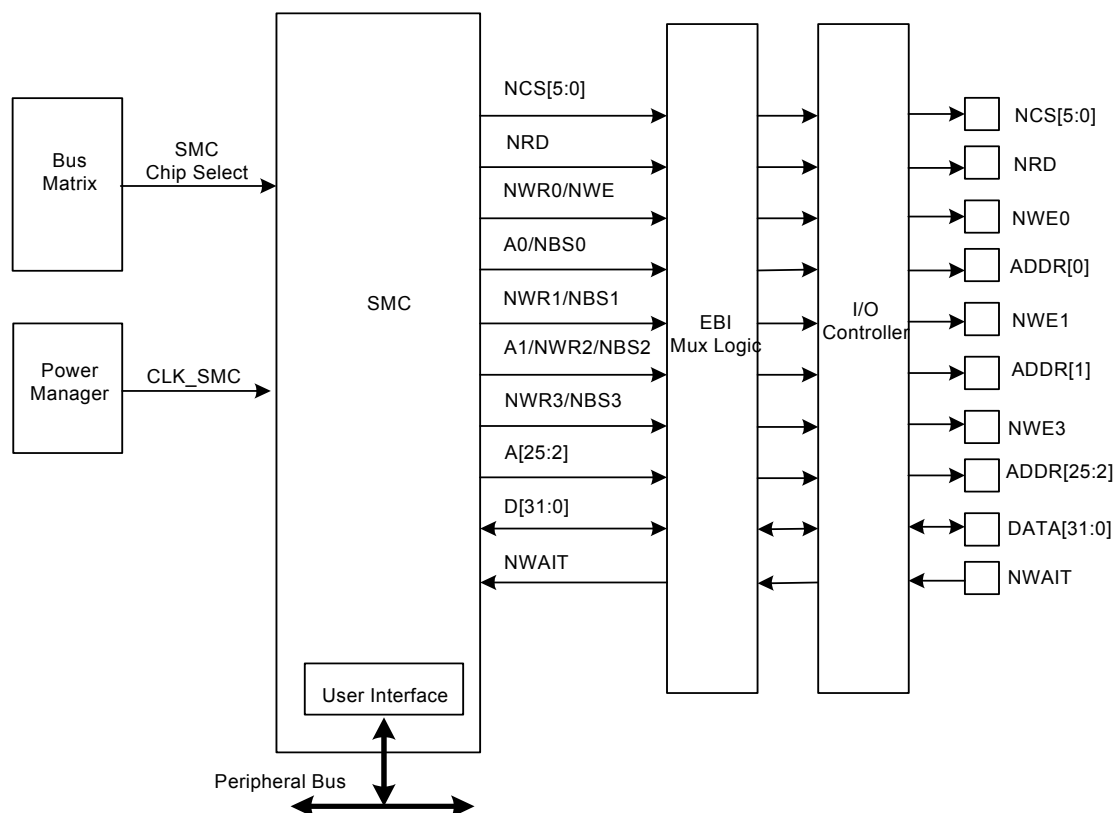 Bus
Matrix
SMC
Chip Select
Power
Manager
CLK_SMC
SMC
User Interface
Peripheral Bus
NCS[5:0]
NRD
NWR0/NWE
A0/NBS0
NWR1/NBS1
A1/NWR2/NBS2
NWR3/NBS3
A[25:2]
D[31:0]
NWAIT
EBI
Mux Logic
I/O
Controller
NCS[5:0]
NRD
NWE0
ADDR[0]
NWE1
ADDR[1]
NWE3
ADDR[25:2]
DATA[31:0]
NWAIT